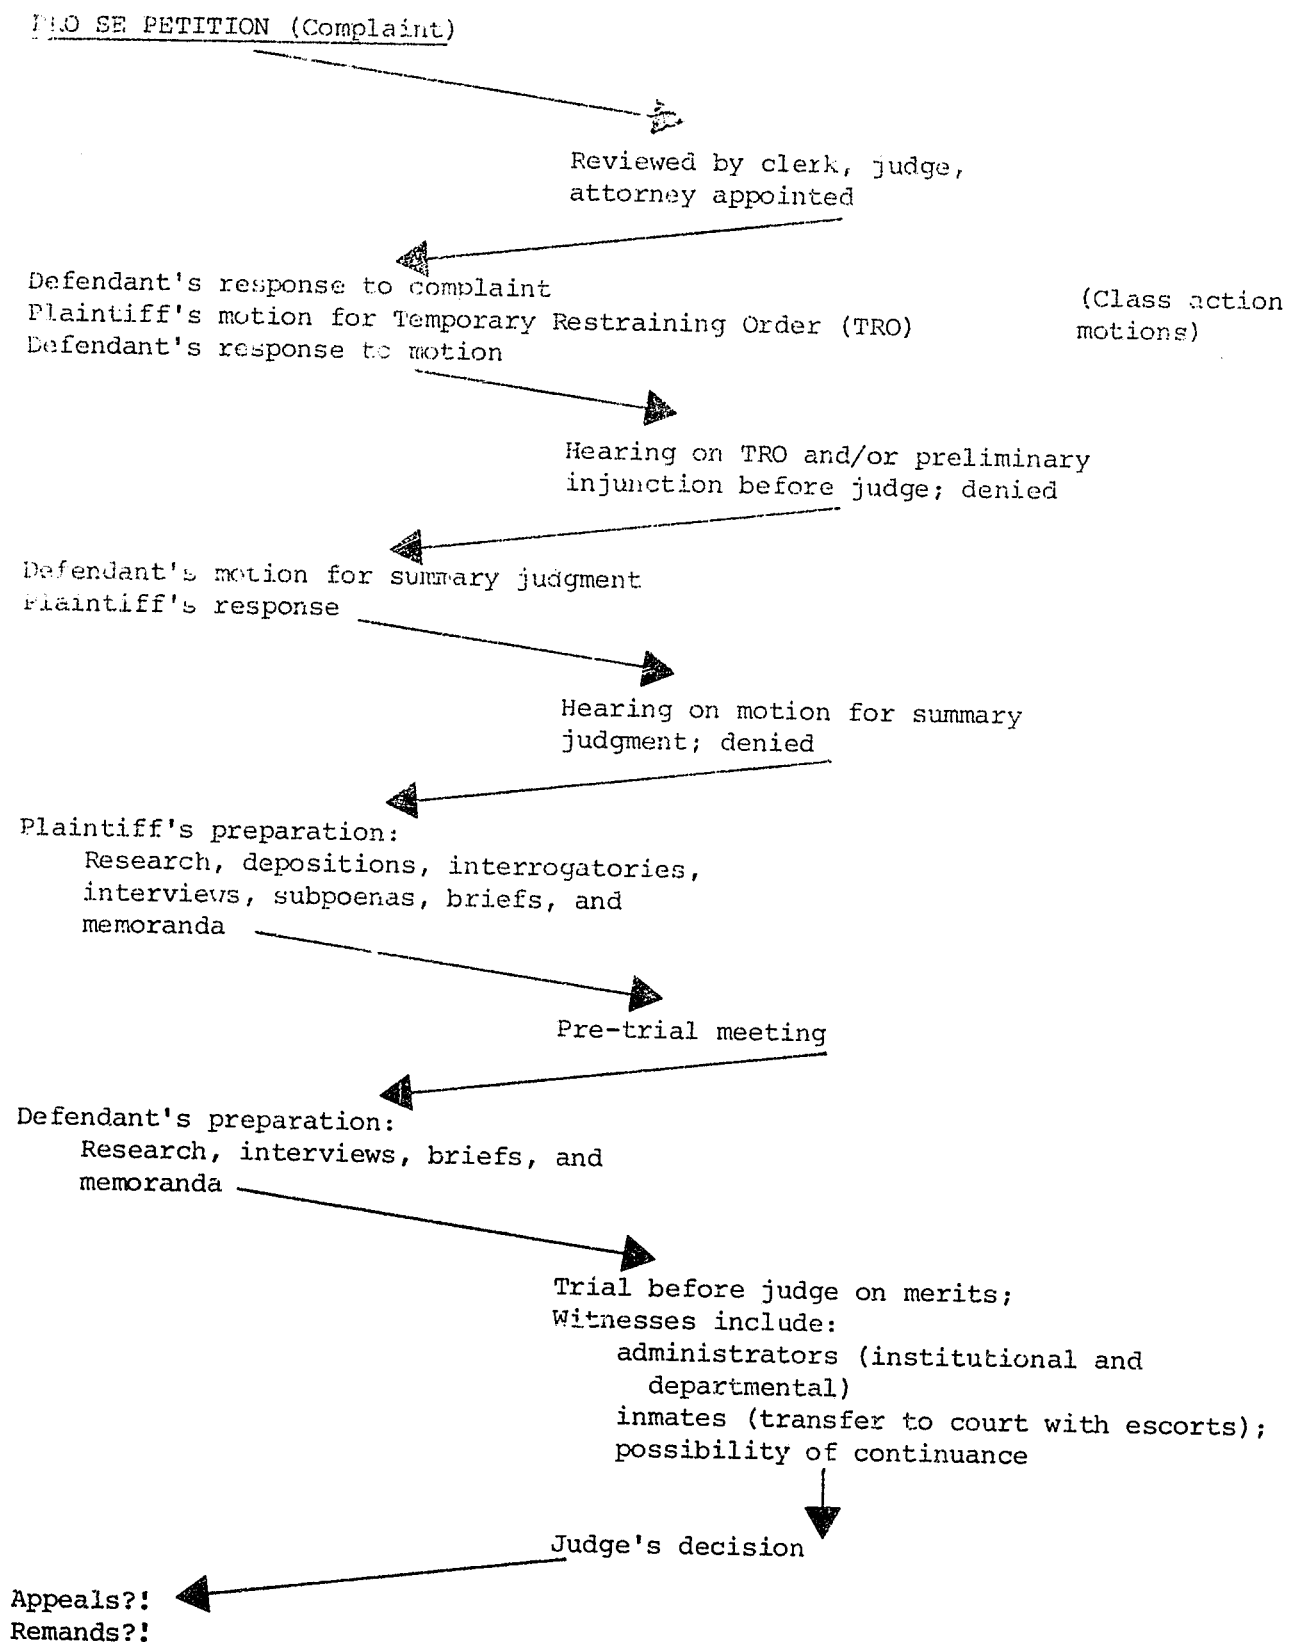 PRO SE PETITION (Complaint)
Reviewed by clerk, judge,
attorney appointed
Defendant's response to complaint
Plaintiff's motion for Temporary Restraining Order (TRO)
Defendant's response to motion
(Class action
motions)
Hearing on TRO and/or preliminary
injunction before judge; denied
Defendant's motion for summary judgment
Plaintiff's response
Hearing on motion for summary
judgment; denied
Plaintiff's preparation:
Research, depositions, interrogatories,
interviews, subpoenas, briefs, and
memoranda
Pre-trial meeting
Defendant's preparation:
Research, interviews, briefs, and
memoranda
Trial before judge on merits;
Witnesses include:
administrators (institutional and
departmental)
inmates (transfer to court with escorts);
possibility of continuance
Judge's decision
Appeals?!
Remands?!